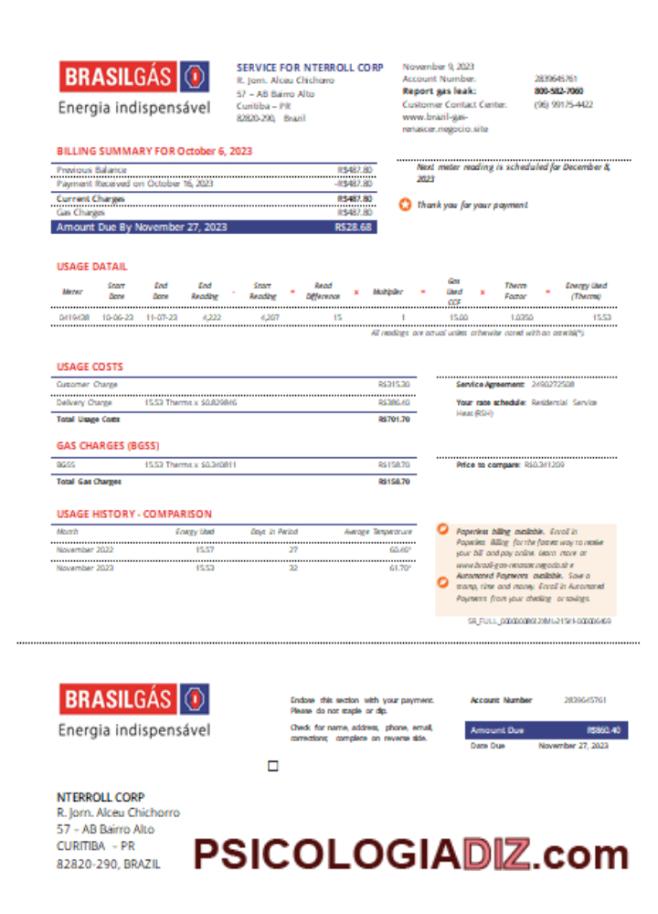 BRASILGÁS
Energia indispensável
SERVICE FOR NTERROLL CORP
R. Jorn. Alceu Chichorro
57 – AB Bairro Alto
Curitiba – PR
82820-290, Brazil
November 9, 2023
Account Number: 2839645761
Report gas leak: 800-582-7060
Customer Contact Center: (96) 99175-4422
www.brazil-gas-
renascer.negocio.site
BILLING SUMMARY FOR October 6, 2023
Previous Balance R$487.80
Payment Received on October 16, 2023 -R$487.80
Current Charges R$487.80
Gas Charges R$487.80
Amount Due By November 27, 2023 R$28.68
Next meter reading is scheduled for December 8,
2023
Thank you for your payment
USAGE DATAIL
Meter Start Date End Date End Reading - Start Reading = Read Difference x Multiplier = Gas Used CCF x Therm Factor = Energy Used (Therms)
0419438 10-06-23 11-07-23 4,222 4,207 15 1 15.00 1.0350 15.53
All readings are actual unless otherwise noted with an asterisk(*).
USAGE COSTS
Customer Charge R$315.30
Delivery Charge 15.53 Therms x $0.829846 R$386.40
Total Usage Costs R$701.70
Service Agreement:
Your rate schedule: Residential Service
Heat (RSH)
GAS CHARGES (BGSS)
BGSS 15.53 Therms x $0.340811 R$158.70
Total Gas Charges R$158.70
Price to compare: R$0.341209
USAGE HISTORY - COMPARISON
Month Energy Used Days in Period Average Temperature
November 2022 15.57 27 60.40°
November 2023 15.53 32 61.70°
Paperless billing available. Enroll in
Paperless Billing for the fastest way to receive
your bill and pay online. Learn more at
www.brasil-gas-renascer.negocio.site
Automated Payments available. Save a
stamp, time and money. Enroll in Automated
Payments from your checking or savings.
BRASILGÁS
Energia indispensável
Endose this section with your payment.
Please do not staple or clip.
Check for name, address, phone, email,
corrections; complete on reverse side.
Account Number 2839645761
Amount Due R$860.40
Date Due November 27, 2023
NTERROLL CORP
R. Jorn. Alceu Chichorro
57 – AB Bairro Alto
CURITIBA – PR
82820-290, BRAZIL
PSICOLOGIADIZ.com